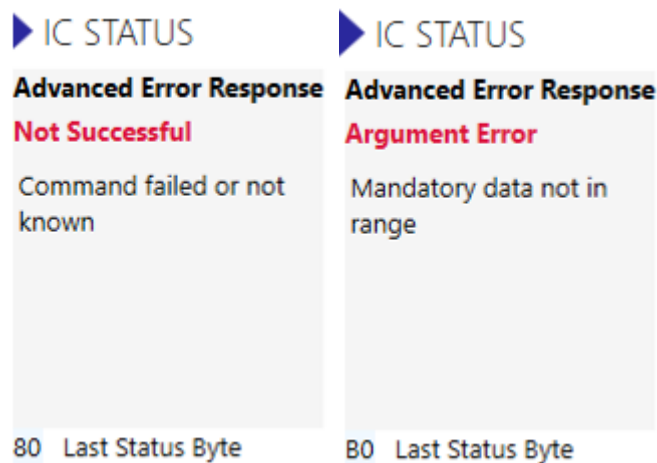 IC STATUS
Advanced Error Response
Not Successful
Command failed or not
known
80 Last Status Byte
IC STATUS
Advanced Error Response
Argument Error
Mandatory data not in
range
B0 Last Status Byte